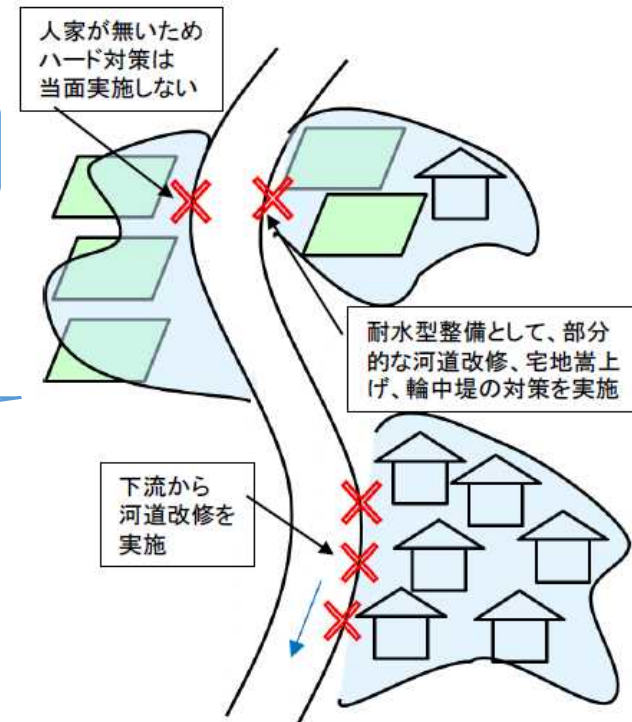 人家が無いため
ハード対策は
当面実施しない
耐水型整備として、部分
的な河道改修、宅地嵩上
げ、輪中堤の対策を実施
下流から
河道改修を
実施